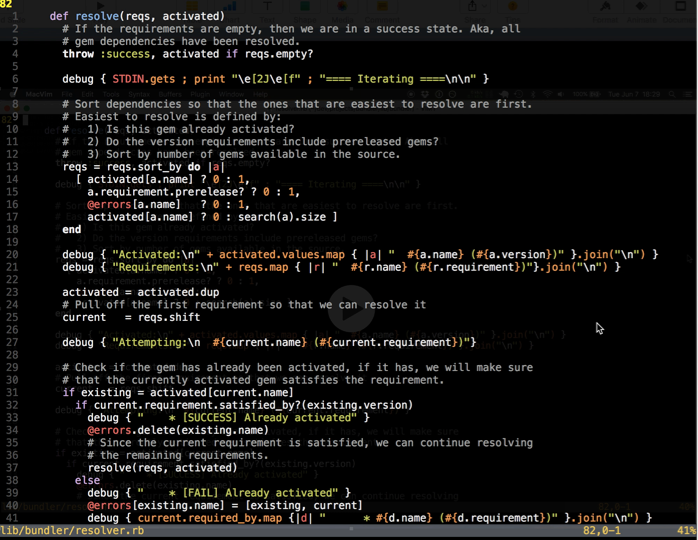 82
1 def resolve(reqs, activated)
2 # If the requirements are empty, then we are in a success state. Aka, all
3 # gem dependencies have been resolved.
4 throw :success, activated if reqs.empty?
5
6 debug { STDIN.gets ; print "\e[2J\e[f" ; "==== Iterating ====\n\n" }
7
8 # Sort dependencies so that the ones that are easiest to resolve are first.
9 # Easiest to resolve is defined by:
10 #   1) Is this gem already activated?
11 #   2) Do the version requirements include prereleased gems?
12 #   3) Sort by number of gems available in the source.
13 reqs = reqs.sort_by do |a|
14 [ activated[a.name] ? 0 : 1,
15 a.requirement.prerelease? ? 0 : 1,
16 @errors[a.name]   ? 0 : 1,
17 activated[a.name] ? 0 : search(a).size ]
18 end
19
20 debug { "Activated:\n" + activated.values.map { |a| "  #{a.name} (#{a.version})" }.join("\n") }
21 debug { "Requirements:\n" + reqs.map { |r| "  #{r.name} (#{r.requirement})"}.join("\n") }
22
23 activated = activated.dup
24 # Pull off the first requirement so that we can resolve it
25 current   = reqs.shift
26
27 debug { "Attempting:\n  #{current.name} (#{current.requirement})"}
28
29 # Check if the gem has already been activated, if it has, we will make sure
30 # that the currently activated gem satisfies the requirement.
31 if existing = activated[current.name]
32 if current.requirement.satisfied_by?(existing.version)
33 debug { "    * [SUCCESS] Already activated" }
34 @errors.delete(existing.name)
35 # Since the current requirement is satisfied, we can continue resolving
36 # the remaining requirements.
37 resolve(reqs, activated)
38 else
39 debug { "    * [FAIL] Already activated" }
40 @errors[existing.name] = [existing, current]
41 debug { current.required_by.map {|d| "      * #{d.name} (#{d.requirement})" }.join("\n") }
lib/bundler/resolver.rb 82,0-1 41%